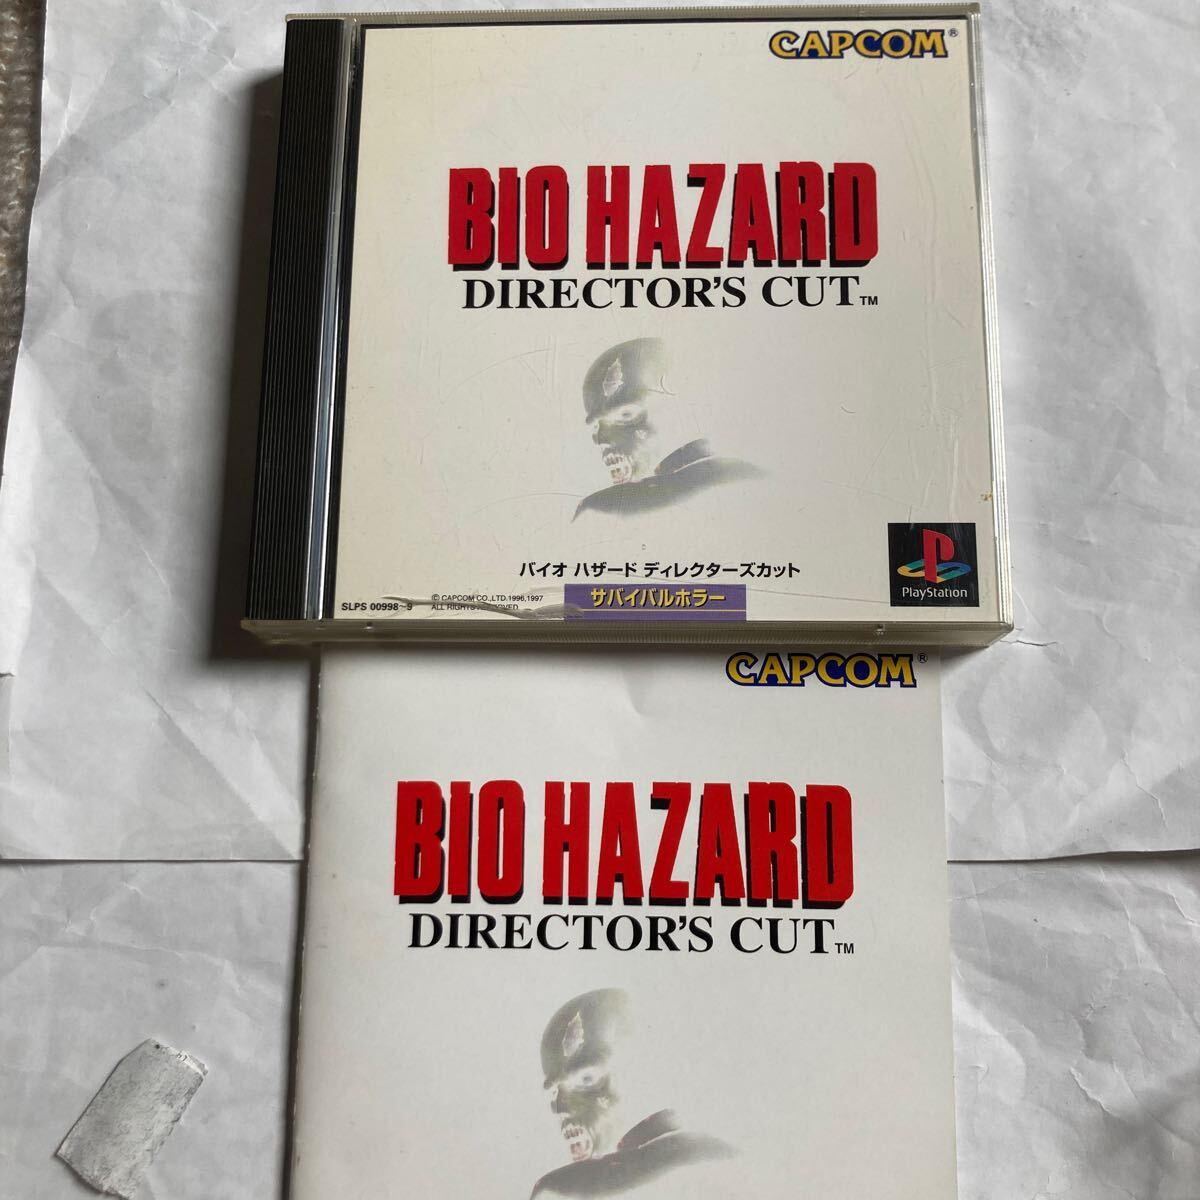 CAPCOM®
BIO HAZARD
DIRECTOR'S CUT™
バイオ ハザード ディレクターズカット
サバイバルホラー
SLPS 00998~9
© CAPCOM CO.,LTD.1996,1997
ALL RIGHTS RESERVED.
PlayStation
CAPCOM®
BIO HAZARD
DIRECTOR'S CUT™